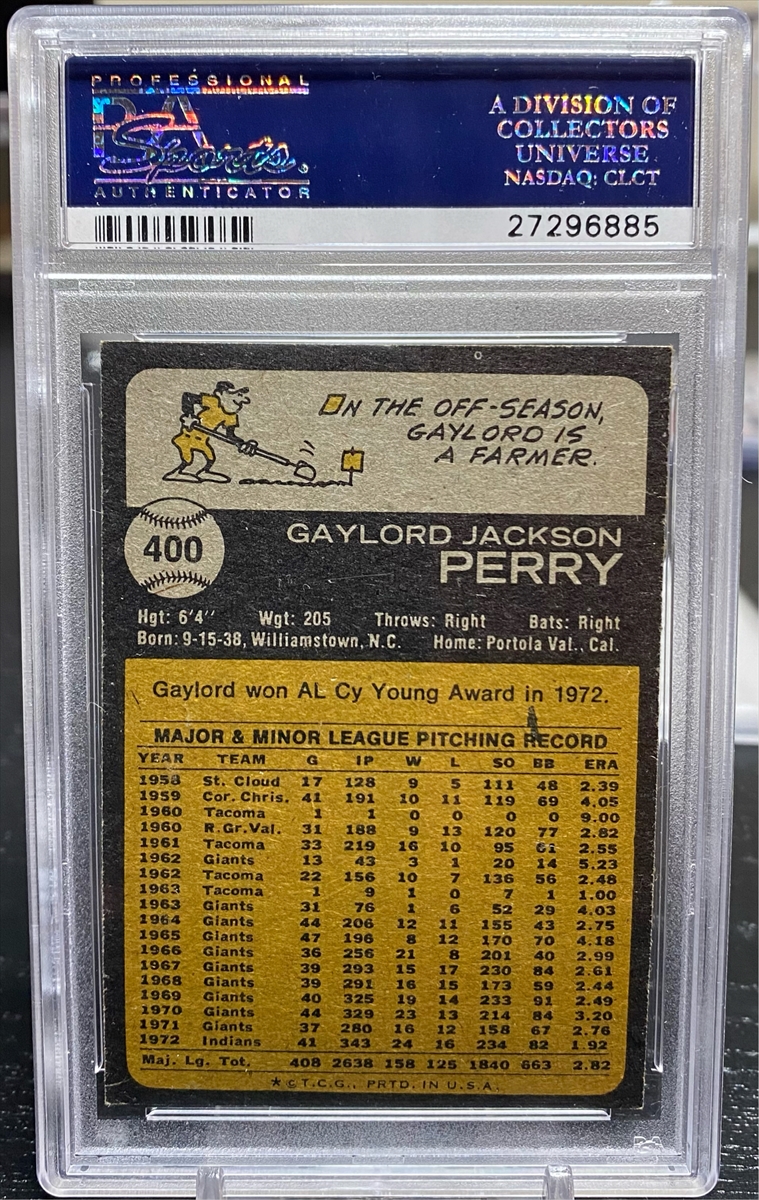 PROFESSIONAL
PSA
Sports.
AUTHENTICATOR
A DIVISION OF
COLLECTORS
UNIVERSE
NASDAQ: CLCT
27296885
IN THE OFF-SEASON,
GAYLORD IS
A FARMER.
400
GAYLORD JACKSON
PERRY
Hgt: 6'4" Wgt: 205 Throws: Right Bats: Right
Born: 9-15-38, Williamstown, N.C. Home: Portola Val., Cal.
Gaylord won AL Cy Young Award in 1972.
MAJOR & MINOR LEAGUE PITCHING RECORD
YEAR TEAM G IP W L SO BB ERA
1958 St. Cloud 17 128 9 5 111 48 2.39
1959 Cor. Chris. 41 191 10 11 119 69 4.05
1960 Tacoma 1 1 0 0 0 0 9.00
1960 R.Gr.Val. 31 188 9 13 120 77 2.82
1961 Tacoma 33 219 16 10 95 61 2.55
1962 Giants 13 43 3 1 20 14 5.23
1962 Tacoma 22 156 10 7 136 56 2.48
1963 Tacoma 1 9 1 0 7 1 1.00
1963 Giants 31 76 1 6 52 29 4.03
1964 Giants 44 206 12 11 155 43 2.75
1965 Giants 47 196 8 12 170 70 4.18
1966 Giants 36 256 21 8 201 40 2.99
1967 Giants 39 293 15 17 230 84 2.61
1968 Giants 39 291 16 15 173 59 2.44
1969 Giants 40 325 19 14 233 91 2.49
1970 Giants 44 329 23 13 214 84 3.20
1971 Giants 37 280 16 12 158 67 2.76
1972 Indians 41 343 24 16 234 82 1.92
Maj. Lg. Tot. 408 2638 158 125 1840 663 2.82
★ © T.C.G., PRTD. IN U.S.A.